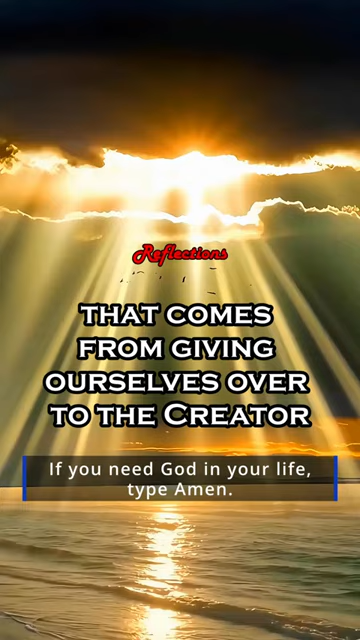 Reflections
THAT COMES
FROM GIVING
OURSELVES OVER
TO THE CREATOR
If you need God in your life,
type Amen.